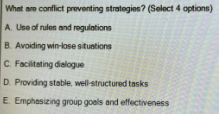 What are conflict preventing strategies? (Select 4 options)
A. Use of rules and regulations
B. Avoiding win-lose situations
C. Facilitating dialogue
D. Providing stable, well-structured tasks
E. Emphasizing group goals and effectiveness